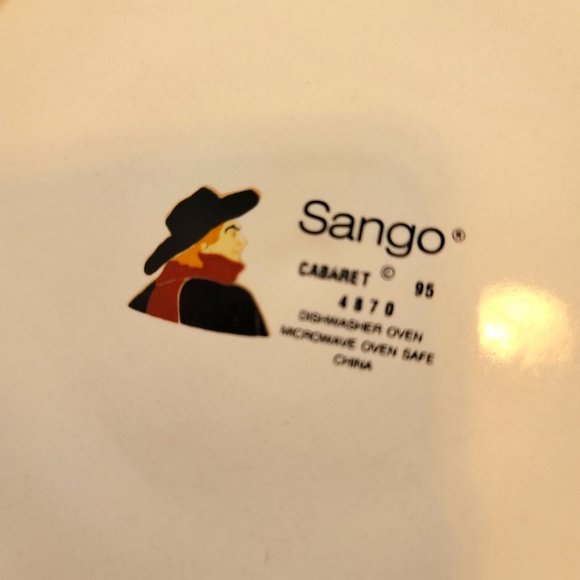 Sango®
CABARET © 95
4870
DISHWASHER OVEN
MICROWAVE OVEN SAFE
CHINA